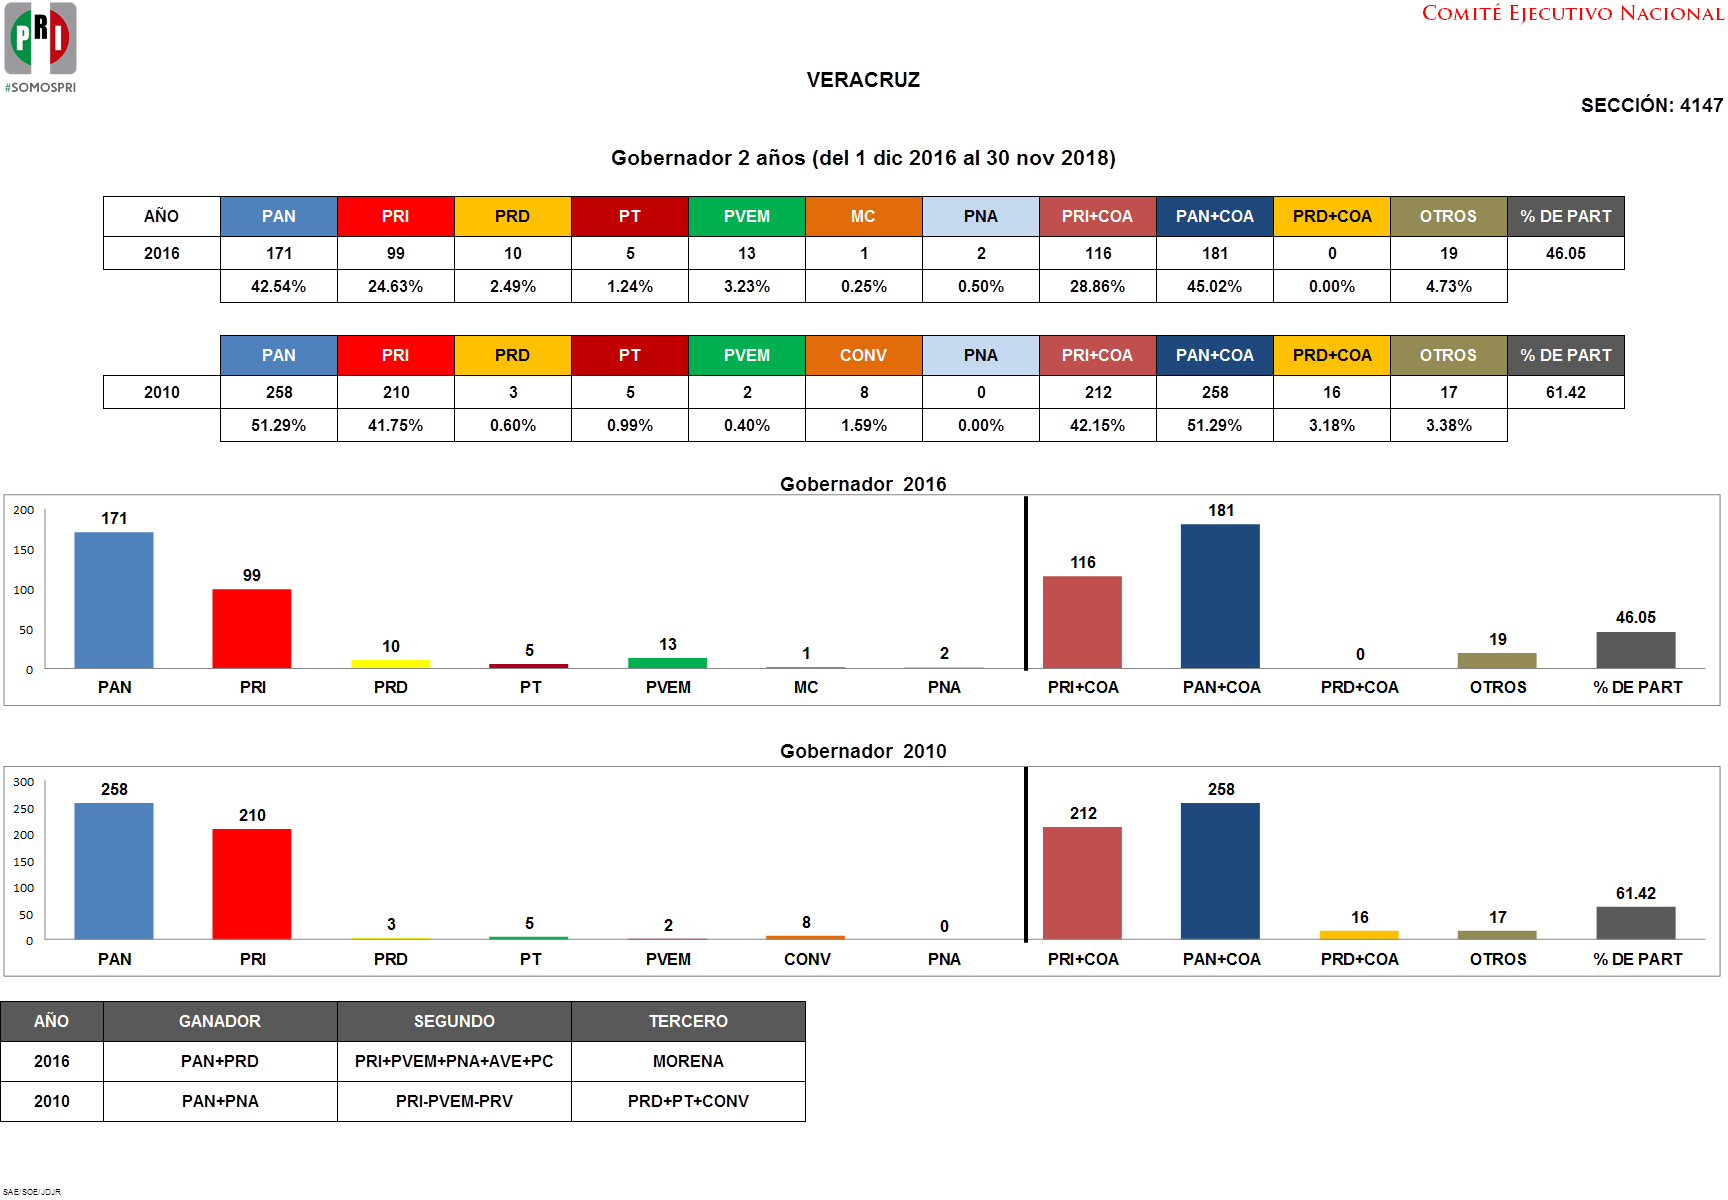 COMITÉ EJECUTIVO NACIONAL
PRI
#SOMOSPRI
VERACRUZ
SECCIÓN: 4147
Gobernador 2 años (del 1 dic 2016 al 30 nov 2018)
AÑO PAN PRI PRD PT PVEM MC PNA PRI+COA PAN+COA PRD+COA OTROS % DE PART
2016 171 99 10 5 13 1 2 116 181 0 19 46.05
42.54% 24.63% 2.49% 1.24% 3.23% 0.25% 0.50% 28.86% 45.02% 0.00% 4.73%
PAN PRI PRD PT PVEM CONV PNA PRI+COA PAN+COA PRD+COA OTROS % DE PART
2010 258 210 3 5 2 8 0 212 258 16 17 61.42
51.29% 41.75% 0.60% 0.99% 0.40% 1.59% 0.00% 42.15% 51.29% 3.18% 3.38%
Gobernador 2016
200
150
100
50
0
171 99 10 5 13 1 2 116 181 0 19 46.05
PAN PRI PRD PT PVEM MC PNA PRI+COA PAN+COA PRD+COA OTROS % DE PART
Gobernador 2010
300
250
200
150
100
50
0
258 210 3 5 2 8 0 212 258 16 17 61.42
PAN PRI PRD PT PVEM CONV PNA PRI+COA PAN+COA PRD+COA OTROS % DE PART
AÑO GANADOR SEGUNDO TERCERO
2016 PAN+PRD PRI+PVEM+PNA+AVE+PC MORENA
2010 PAN+PNA PRI-PVEM-PRV PRD+PT+CONV
SAE/SOE/JDJR